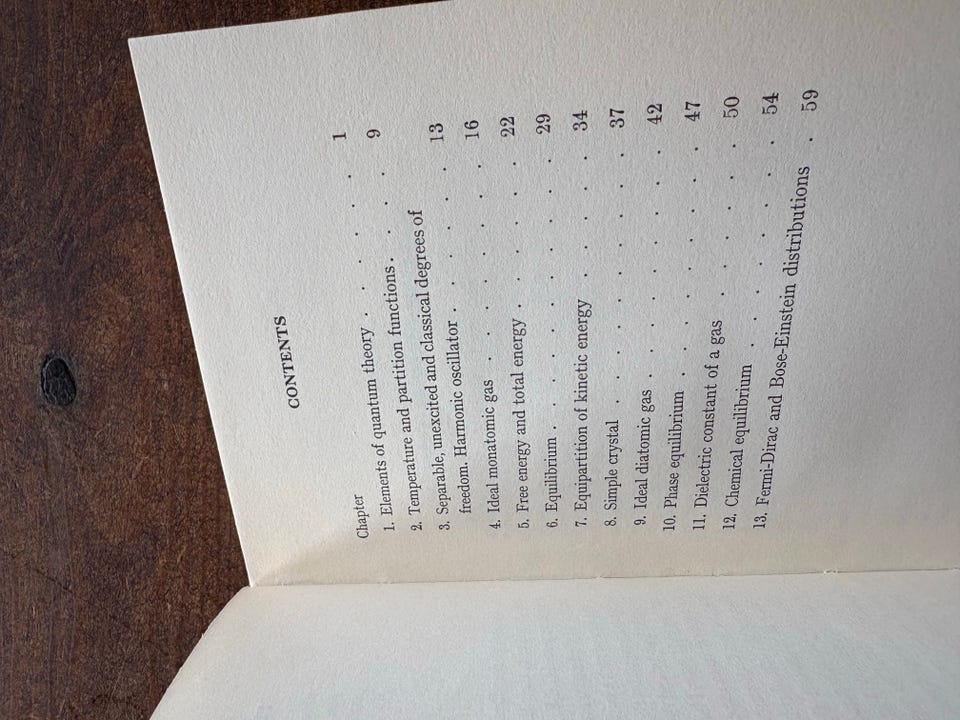 CONTENTS
Chapter
1. Elements of quantum theory . . . . . . 1
2. Temperature and partition functions . . . . 9
3. Separable, unexcited and classical degrees of
freedom. Harmonic oscillator . . . . . . 13
4. Ideal monatomic gas . . . . . . . . 16
5. Free energy and total energy . . . . . . 22
6. Equilibrium . . . . . . . . . . 29
7. Equipartition of kinetic energy . . . . . 34
8. Simple crystal . . . . . . . . . 37
9. Ideal diatomic gas . . . . . . . . 42
10. Phase equilibrium . . . . . . . . 47
11. Dielectric constant of a gas . . . . . . 50
12. Chemical equilibrium . . . . . . . 54
13. Fermi-Dirac and Bose-Einstein distributions . 59